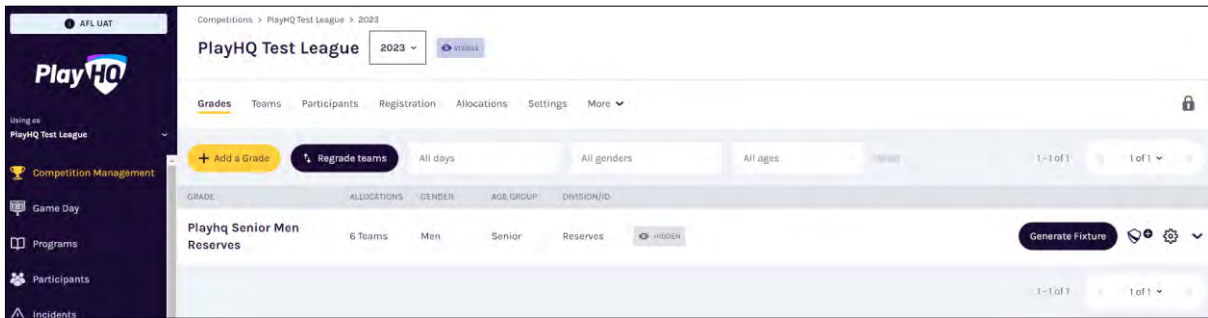 AFL UAT
PlayHQ
Using as
PlayHQ Test League
Competition Management
Game Day
Programs
Participants
Incidents
Competitions > PlayHQ Test League > 2023
PlayHQ Test League 2023 VISIBLE
Grades Teams Participants Registration Allocations Settings More
+ Add a Grade Regrade teams All days All genders All ages 1-1 of 1 1 of 1
GRADE ALLOCATIONS GENDER AGE GROUP DIVISION/ID
Playhq Senior Men
Reserves
6 Teams Men Senior Reserves HIDDEN Generate Fixture
1-1 of 1 1 of 1